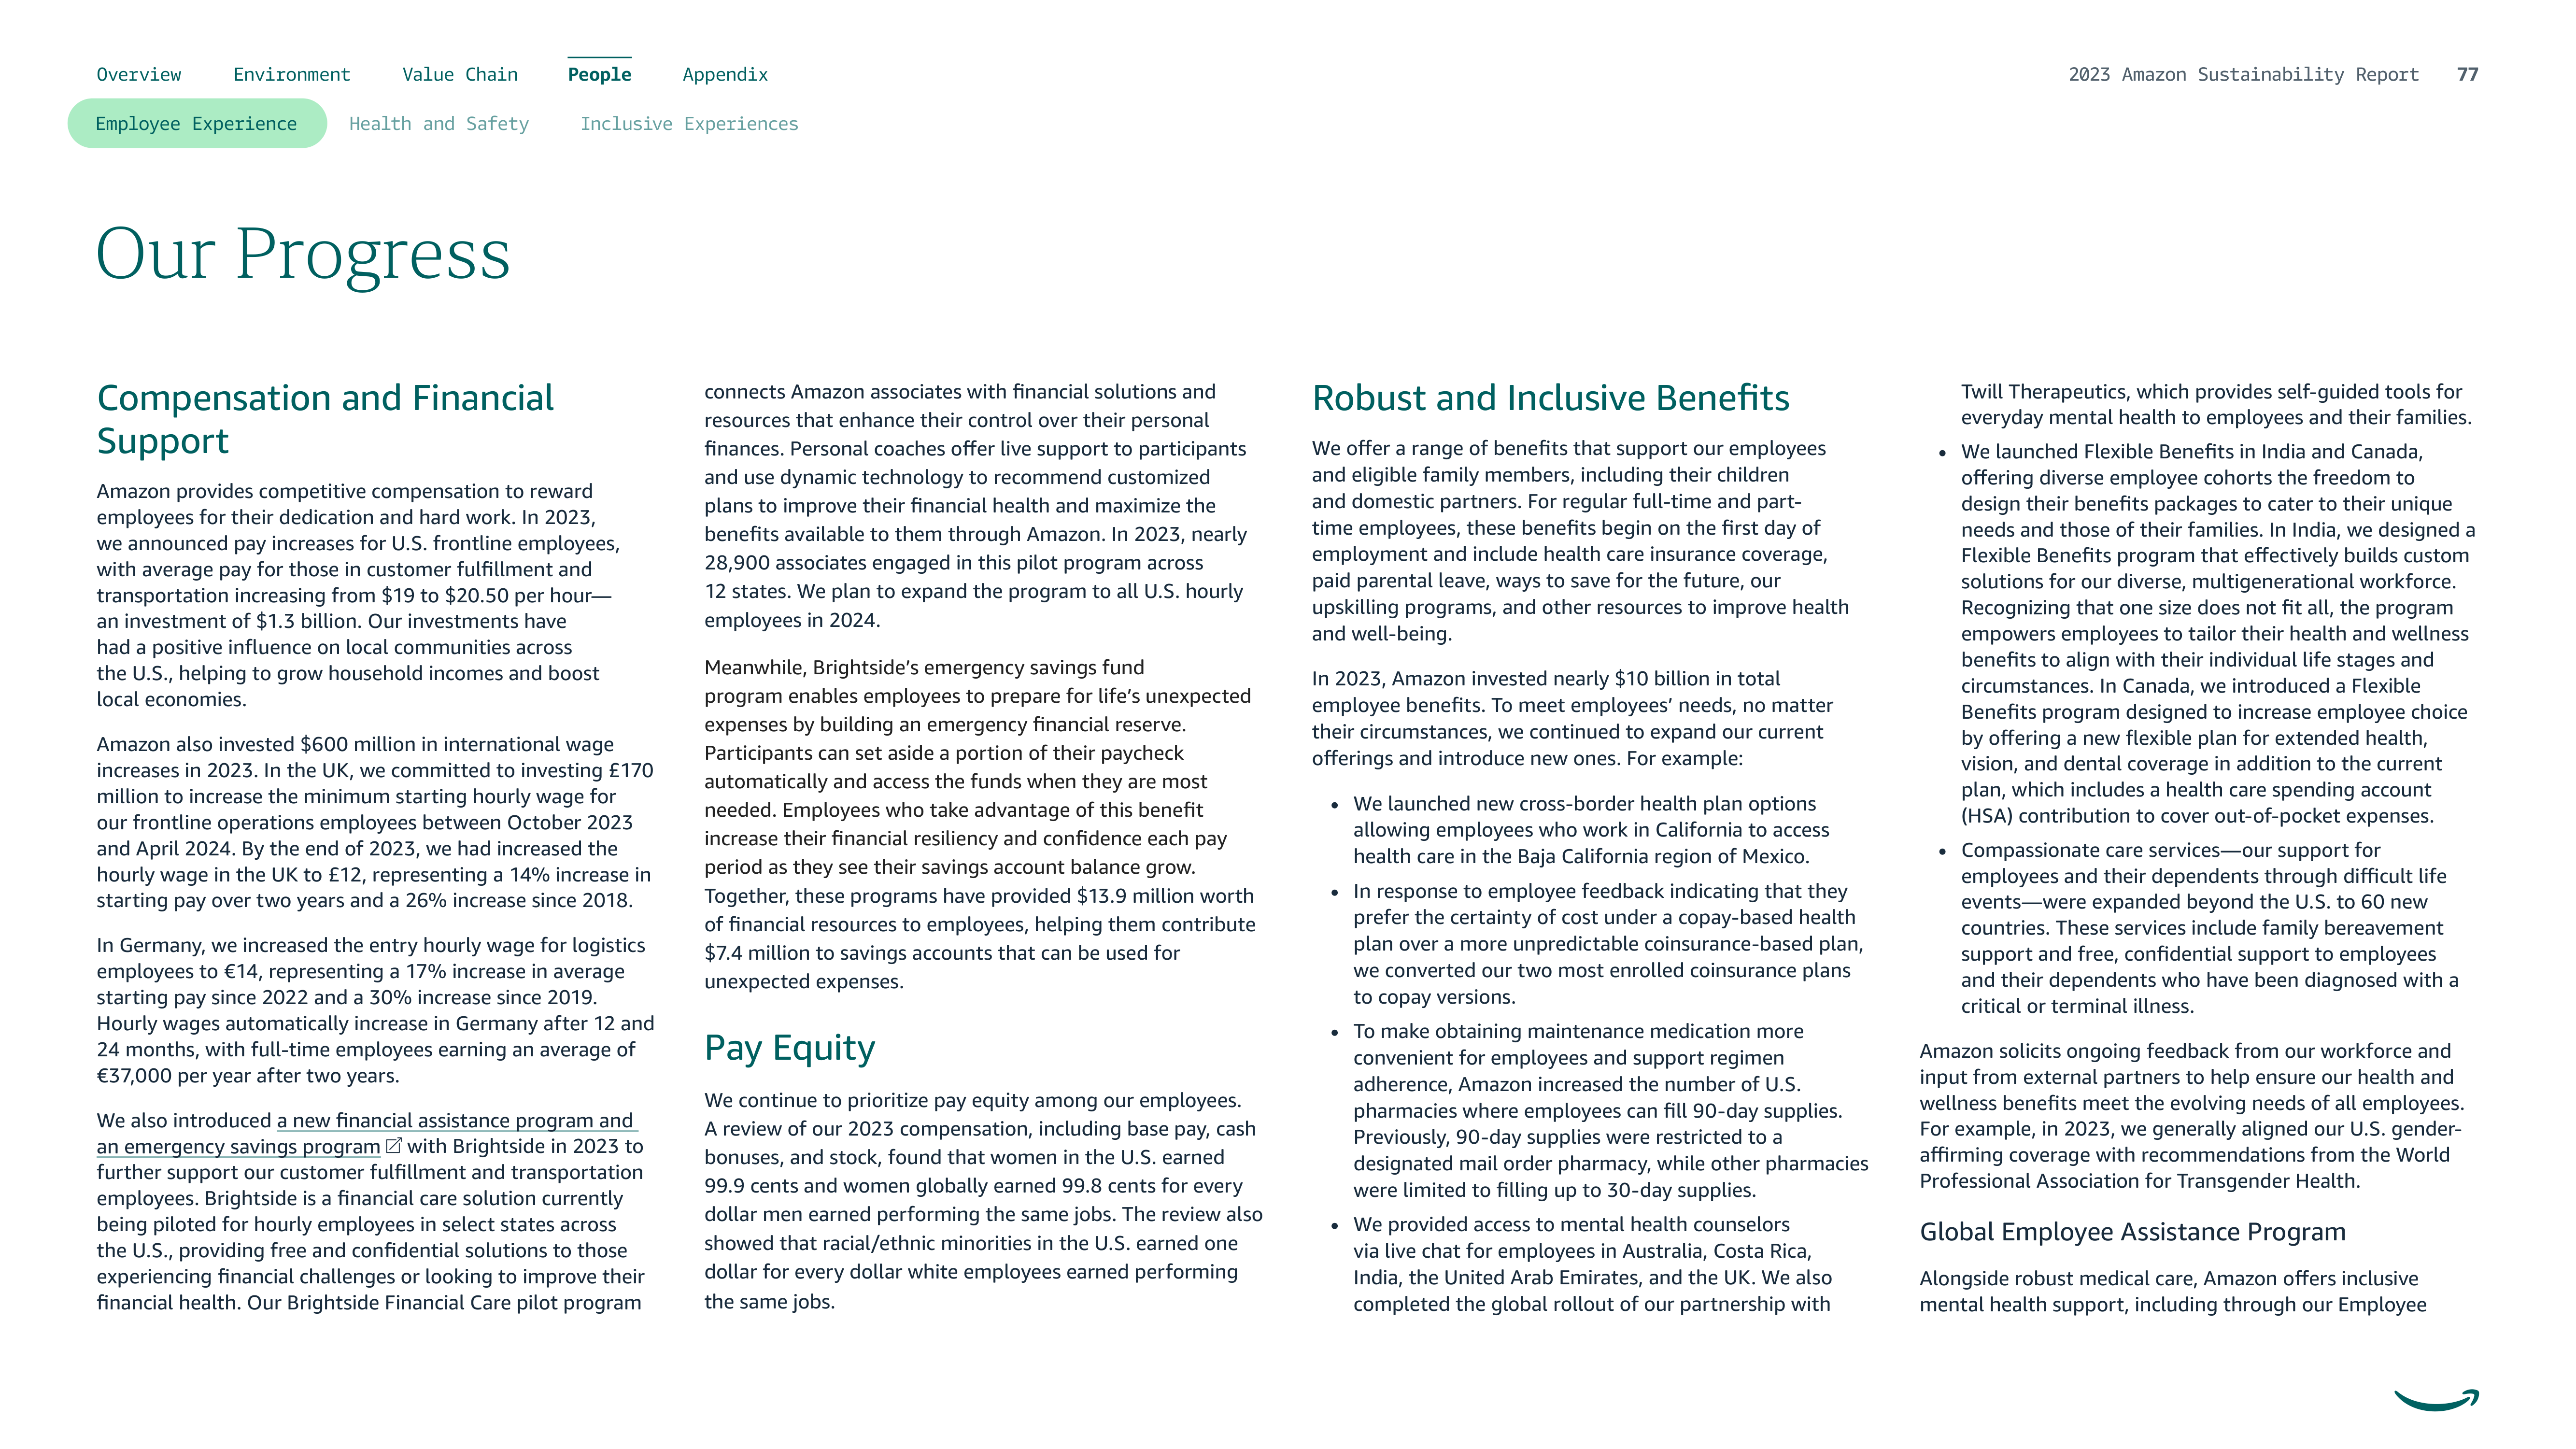 Overview Environment Value Chain People Appendix
2023 Amazon Sustainability Report 77
Employee Experience Health and Safety Inclusive Experiences
Our Progress
Compensation and Financial
Support
Amazon provides competitive compensation to reward
employees for their dedication and hard work. In 2023,
we announced pay increases for U.S. frontline employees,
with average pay for those in customer fulfillment and
transportation increasing from $19 to $20.50 per hour—
an investment of $1.3 billion. Our investments have
had a positive influence on local communities across
the U.S., helping to grow household incomes and boost
local economies.
Amazon also invested $600 million in international wage
increases in 2023. In the UK, we committed to investing £170
million to increase the minimum starting hourly wage for
our frontline operations employees between October 2023
and April 2024. By the end of 2023, we had increased the
hourly wage in the UK to £12, representing a 14% increase in
starting pay over two years and a 26% increase since 2018.
In Germany, we increased the entry hourly wage for logistics
employees to €14, representing a 17% increase in average
starting pay since 2022 and a 30% increase since 2019.
Hourly wages automatically increase in Germany after 12 and
24 months, with full-time employees earning an average of
€37,000 per year after two years.
We also introduced a new financial assistance program and
an emergency savings program with Brightside in 2023 to
further support our customer fulfillment and transportation
employees. Brightside is a financial care solution currently
being piloted for hourly employees in select states across
the U.S., providing free and confidential solutions to those
experiencing financial challenges or looking to improve their
financial health. Our Brightside Financial Care pilot program
connects Amazon associates with financial solutions and
resources that enhance their control over their personal
finances. Personal coaches offer live support to participants
and use dynamic technology to recommend customized
plans to improve their financial health and maximize the
benefits available to them through Amazon. In 2023, nearly
28,900 associates engaged in this pilot program across
12 states. We plan to expand the program to all U.S. hourly
employees in 2024.
Meanwhile, Brightside’s emergency savings fund
program enables employees to prepare for life’s unexpected
expenses by building an emergency financial reserve.
Participants can set aside a portion of their paycheck
automatically and access the funds when they are most
needed. Employees who take advantage of this benefit
increase their financial resiliency and confidence each pay
period as they see their savings account balance grow.
Together, these programs have provided $13.9 million worth
of financial resources to employees, helping them contribute
$7.4 million to savings accounts that can be used for
unexpected expenses.
Pay Equity
We continue to prioritize pay equity among our employees.
A review of our 2023 compensation, including base pay, cash
bonuses, and stock, found that women in the U.S. earned
99.9 cents and women globally earned 99.8 cents for every
dollar men earned performing the same jobs. The review also
showed that racial/ethnic minorities in the U.S. earned one
dollar for every dollar white employees earned performing
the same jobs.
Robust and Inclusive Benefits
We offer a range of benefits that support our employees
and eligible family members, including their children
and domestic partners. For regular full-time and part-
time employees, these benefits begin on the first day of
employment and include health care insurance coverage,
paid parental leave, ways to save for the future, our
upskilling programs, and other resources to improve health
and well-being.
In 2023, Amazon invested nearly $10 billion in total
employee benefits. To meet employees’ needs, no matter
their circumstances, we continued to expand our current
offerings and introduce new ones. For example:
• We launched new cross-border health plan options
allowing employees who work in California to access
health care in the Baja California region of Mexico.
• In response to employee feedback indicating that they
prefer the certainty of cost under a copay-based health
plan over a more unpredictable coinsurance-based plan,
we converted our two most enrolled coinsurance plans
to copay versions.
• To make obtaining maintenance medication more
convenient for employees and support regimen
adherence, Amazon increased the number of U.S.
pharmacies where employees can fill 90-day supplies.
Previously, 90-day supplies were restricted to a
designated mail order pharmacy, while other pharmacies
were limited to filling up to 30-day supplies.
• We provided access to mental health counselors
via live chat for employees in Australia, Costa Rica,
India, the United Arab Emirates, and the UK. We also
completed the global rollout of our partnership with
Twill Therapeutics, which provides self-guided tools for
everyday mental health to employees and their families.
• We launched Flexible Benefits in India and Canada,
offering diverse employee cohorts the freedom to
design their benefits packages to cater to their unique
needs and those of their families. In India, we designed a
Flexible Benefits program that effectively builds custom
solutions for our diverse, multigenerational workforce.
Recognizing that one size does not fit all, the program
empowers employees to tailor their health and wellness
benefits to align with their individual life stages and
circumstances. In Canada, we introduced a Flexible
Benefits program designed to increase employee choice
by offering a new flexible plan for extended health,
vision, and dental coverage in addition to the current
plan, which includes a health care spending account
(HSA) contribution to cover out-of-pocket expenses.
• Compassionate care services—our support for
employees and their dependents through difficult life
events—were expanded beyond the U.S. to 60 new
countries. These services include family bereavement
support and free, confidential support to employees
and their dependents who have been diagnosed with a
critical or terminal illness.
Amazon solicits ongoing feedback from our workforce and
input from external partners to help ensure our health and
wellness benefits meet the evolving needs of all employees.
For example, in 2023, we generally aligned our U.S. gender-
affirming coverage with recommendations from the World
Professional Association for Transgender Health.
Global Employee Assistance Program
Alongside robust medical care, Amazon offers inclusive
mental health support, including through our Employee